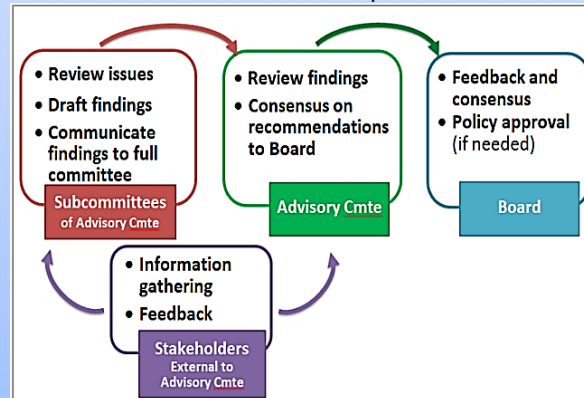 • Review issues
• Draft findings
• Communicate
findings to full
committee
Subcommittees
of Advisory Cmte
• Review findings
• Consensus on
recommendations
to Board
Advisory Cmte
• Feedback and
consensus
• Policy approval
(if needed)
Board
• Information
gathering
• Feedback
Stakeholders
External to
Advisory Cmte